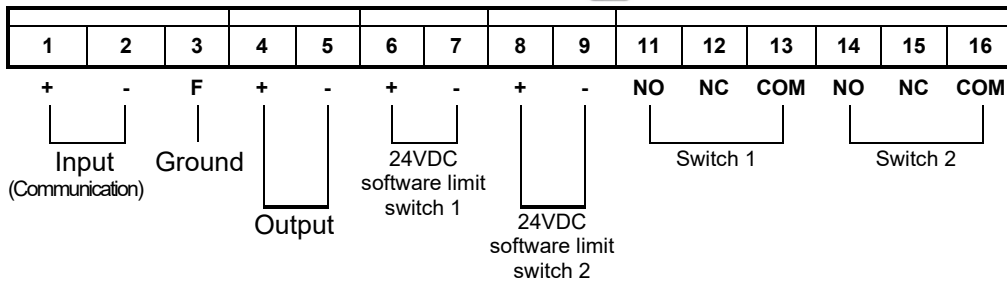 1 2 3 4 5 6 7 8 9 11 12 13 14 15 16
+ - F + - + - + - NO NC COM NO NC COM
Input
(Communication)
Ground
Output
24VDC
software limit
switch 1
24VDC
software limit
switch 2
Switch 1
Switch 2